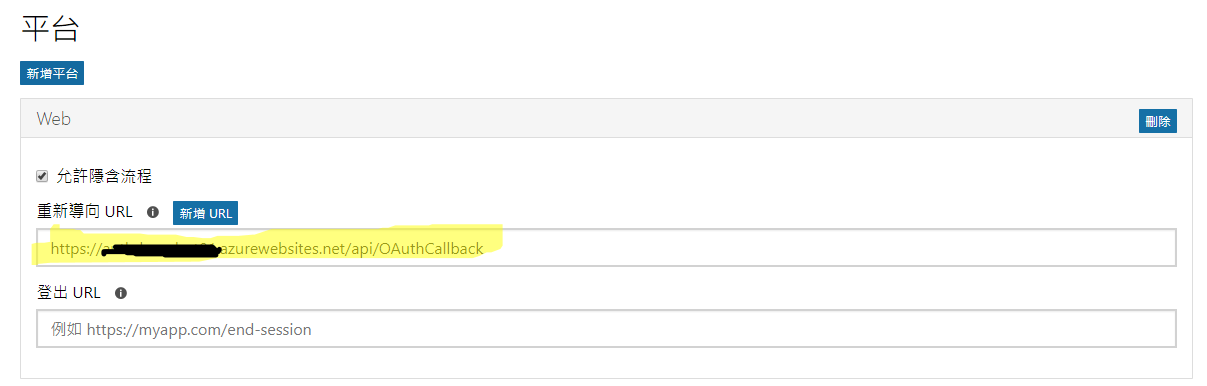 平台
新增平台
Web
刪除
允許隱含流程
重新導向 URL 新增 URL
https:// azurewebsites.net/api/OAuthCallback
登出 URL
例如 https://myapp.com/end-session